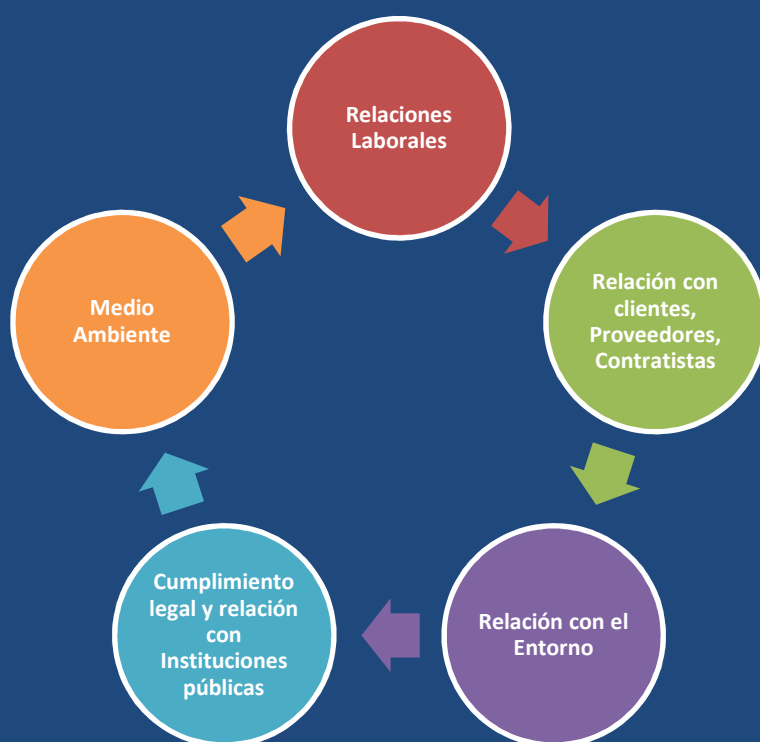 Relaciones
Laborales
Relación con
clientes,
Proveedores,
Contratistas
Relación con el
Entorno
Cumplimiento
legal y relación
con
Instituciones
públicas
Medio
Ambiente